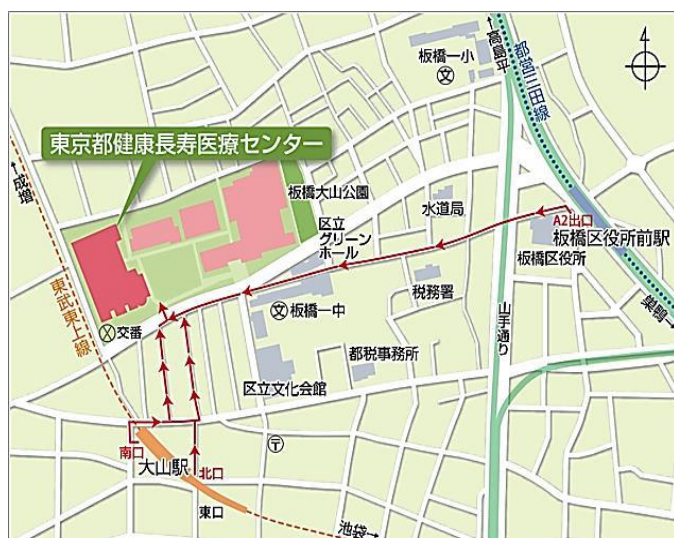 ←高島平
板橋一小
文
都営三田線
4
東京都健康長寿医療センター
←成増
板橋大山公園
水道局
A2出口
板橋区役所前駅
板橋区役所
区立
グリーン
ホール
東武東上線
税務署
巣鴨→
文板橋一中
交番
山手通り
都税事務所
区立文化会館
南口
大山駅
北口
東口
池袋→